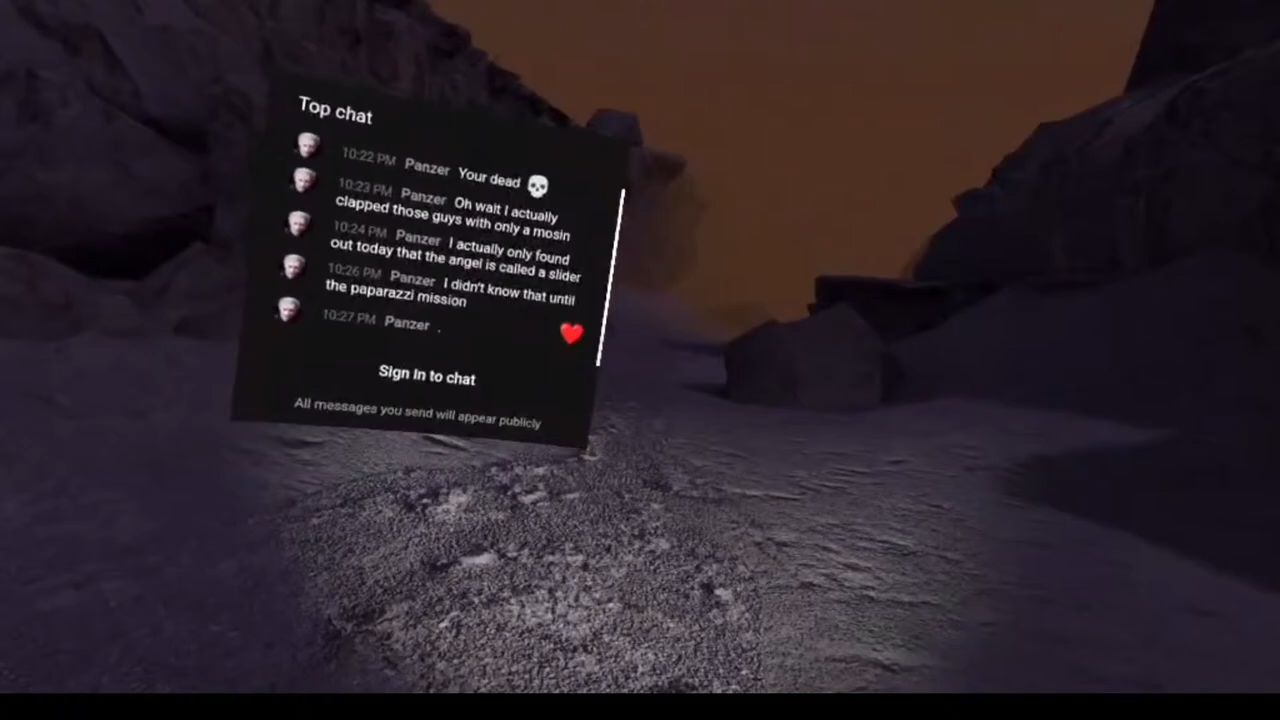 Top chat
10:22 PM Panzer Your dead 💀
10:23 PM Panzer Oh wait I actually
clapped those guys with only a mosin
10:24 PM Panzer I actually only found
out today that the angel is called a slider
10:26 PM Panzer I didn't know that until
the paparazzi mission
10:27 PM Panzer .
❤️
Sign in to chat
All messages you send will appear publicly